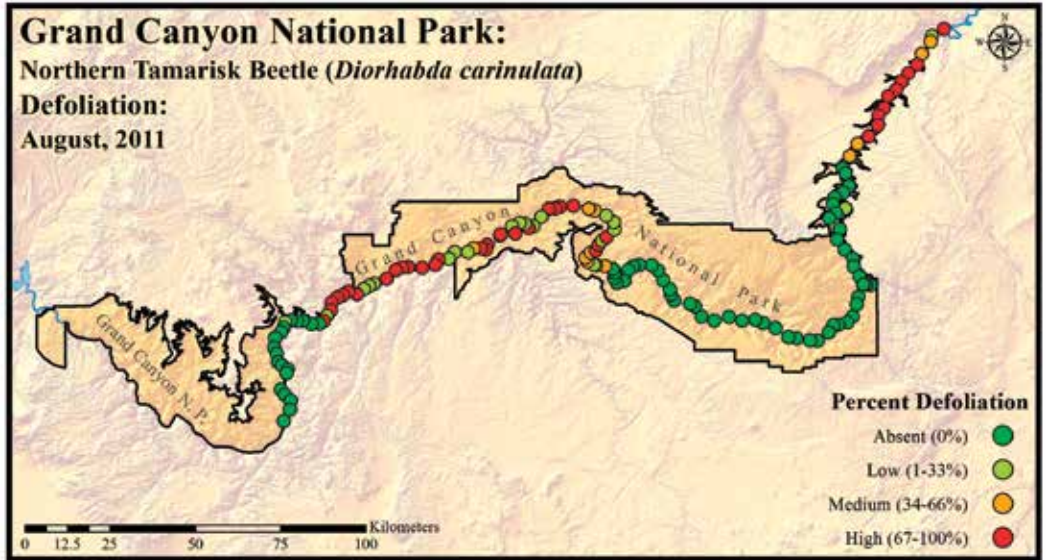 Grand Canyon National Park:
Northern Tamarisk Beetle (Diorhabda carinulata)
Defoliation:
August, 2011
N
W E
S
Grand Canyon
National Park
Grand Canyon N. P.
Percent Defoliation
Absent (0%)
Low (1-33%)
Medium (34-66%)
High (67-100%)
Kilometers
0 12.5 25 50 75 100